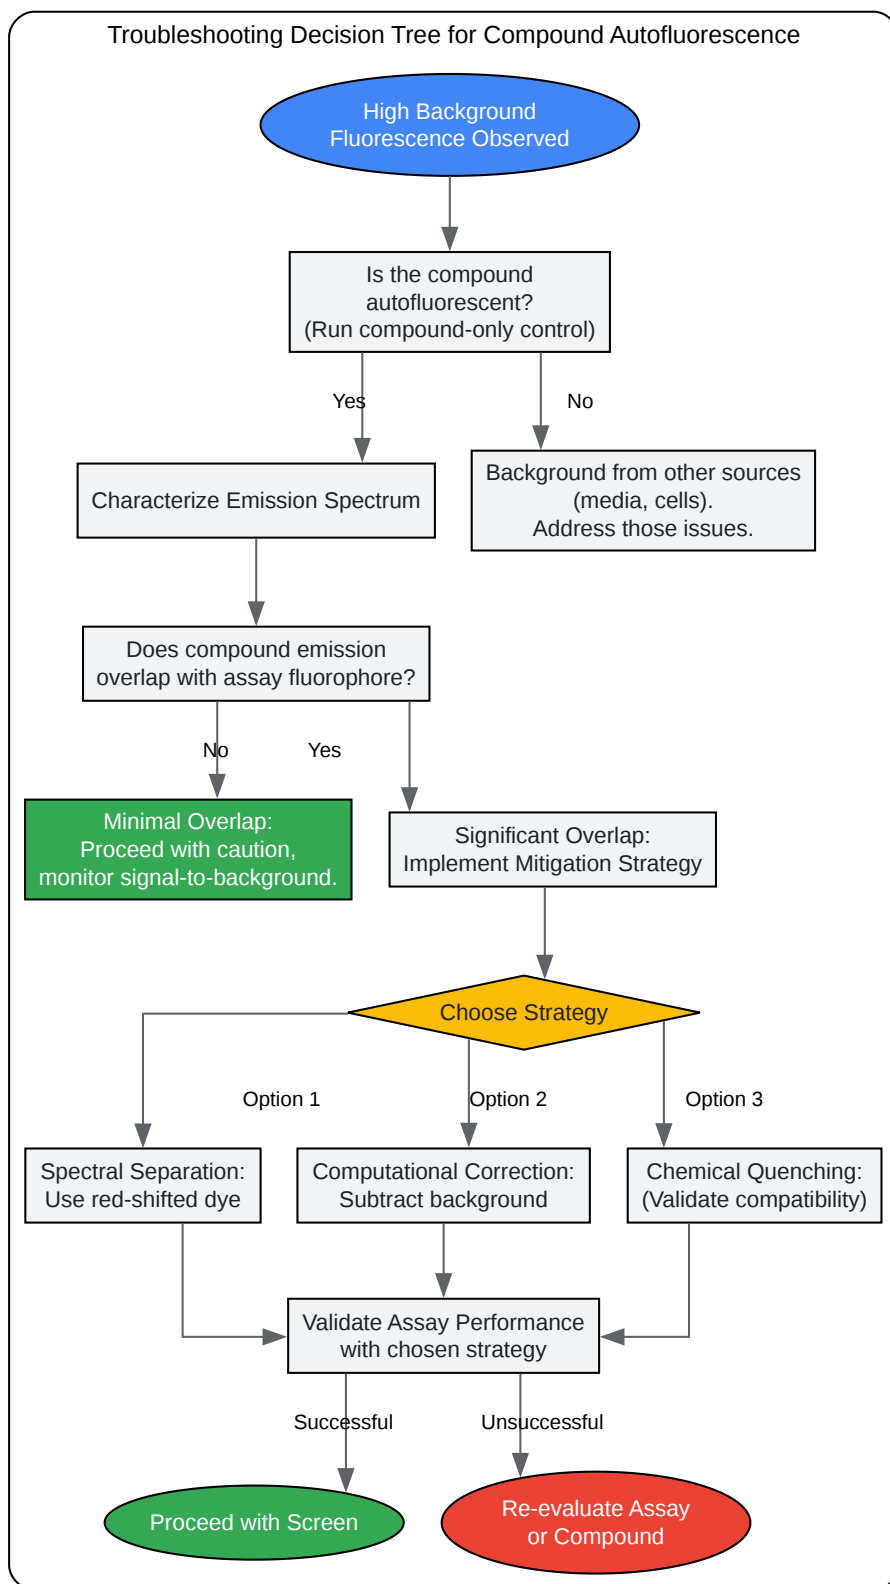 Troubleshooting Decision Tree for Compound Autofluorescence
High Background
Fluorescence Observed
Is the compound
autofluorescent?
(Run compound-only control)
Yes
No
Characterize Emission Spectrum
Background from other sources
(media, cells).
Address those issues.
Does compound emission
overlap with assay fluorophore?
No
Yes
Minimal Overlap:
Proceed with caution,
monitor signal-to-background.
Significant Overlap:
Implement Mitigation Strategy
Choose Strategy
Option 1
Option 2
Option 3
Spectral Separation:
Use red-shifted dye
Computational Correction:
Subtract background
Chemical Quenching:
(Validate compatibility)
Validate Assay Performance
with chosen strategy
Successful
Unsuccessful
Proceed with Screen
Re-evaluate Assay
or Compound